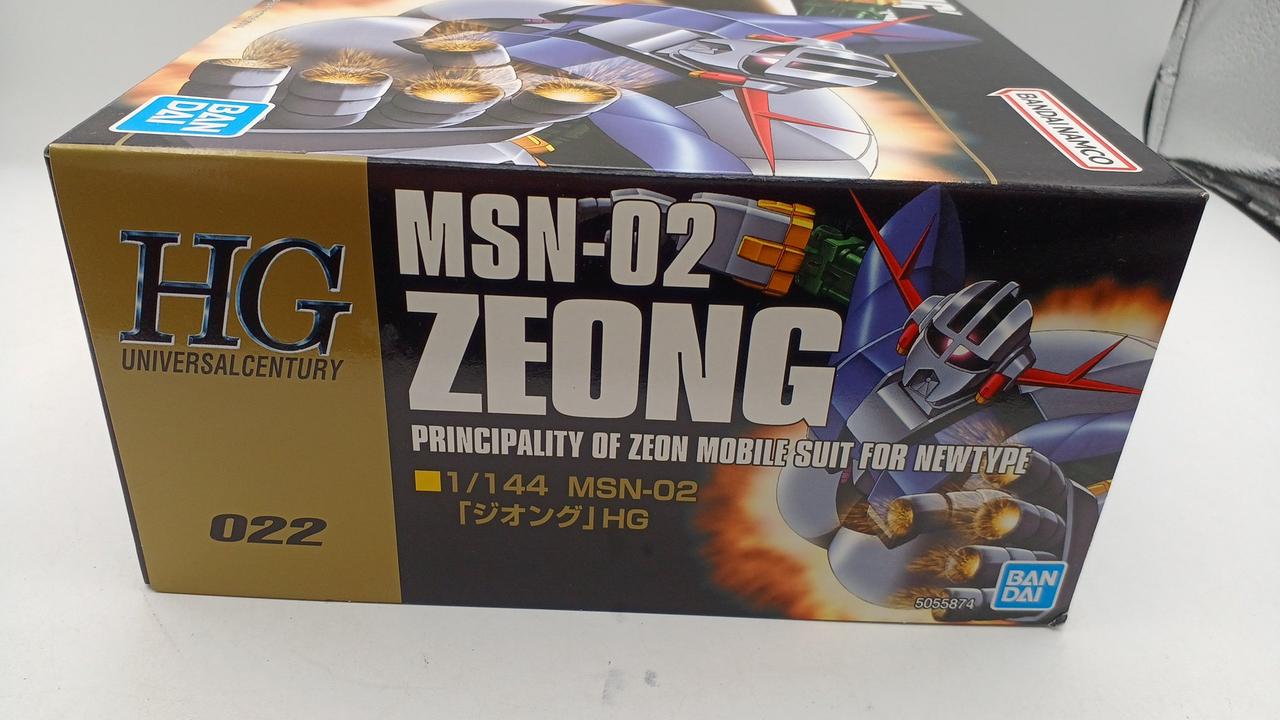 BAN
DAI
BANDAI NAMCO
HG
UNIVERSALCENTURY
022
MSN-02
ZEONG
PRINCIPALITY OF ZEON MOBILE SUIT FOR NEWTYPE
1/144 MSN-02
「ジオング」HG
5055874
BAN
DAI